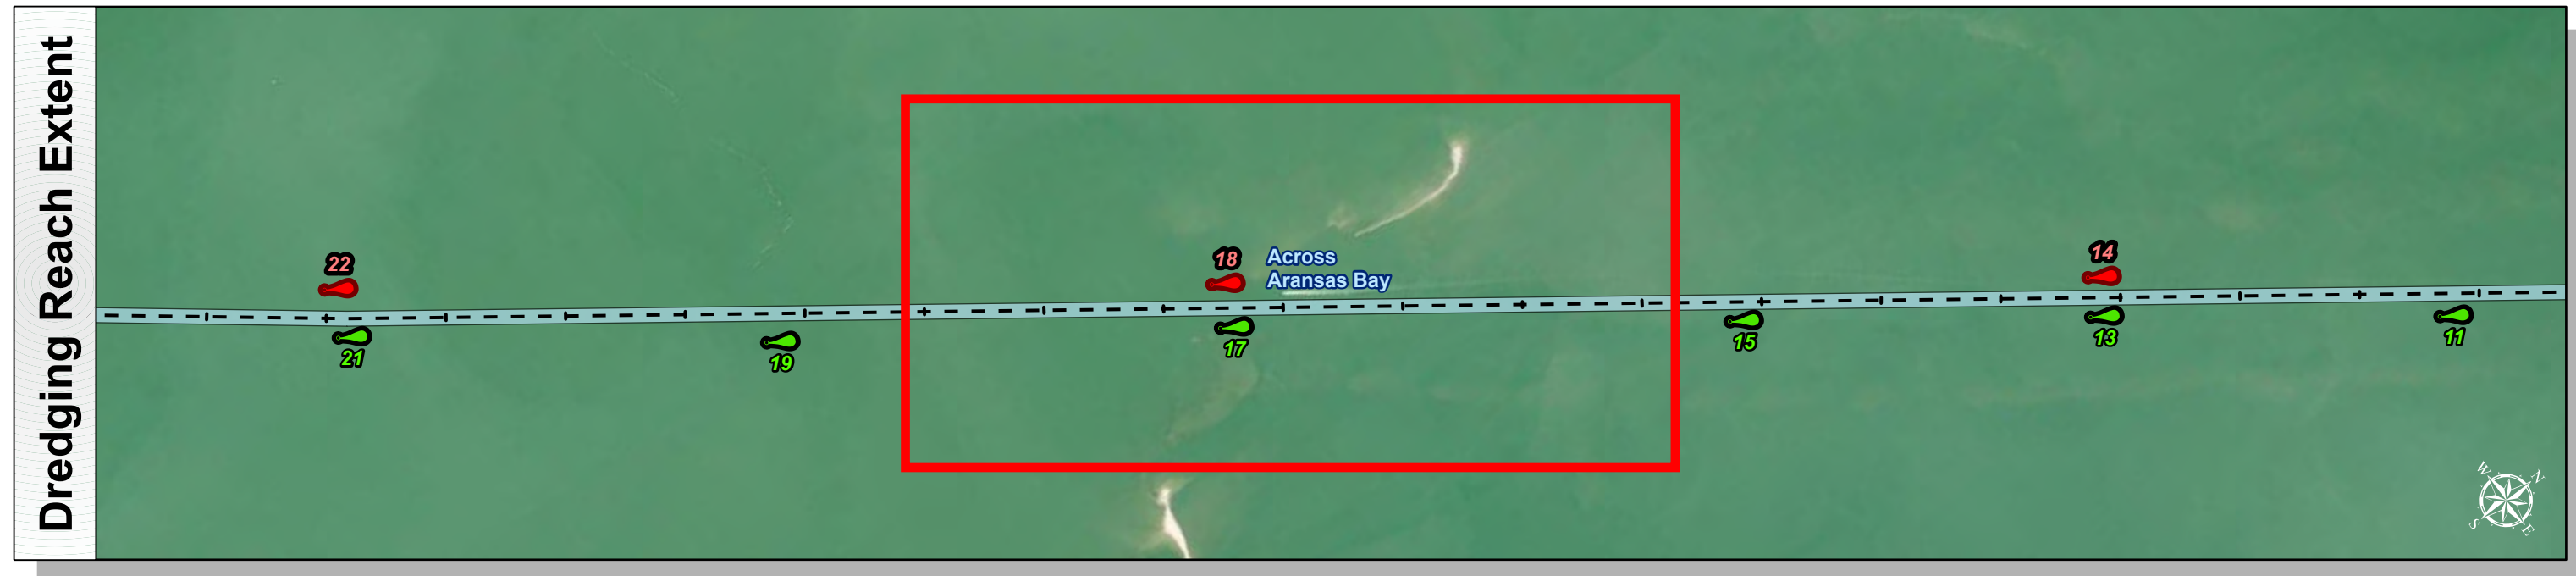 Dredging Reach Extent
22
18
Across
Aransas Bay
14
21
19
17
15
13
11
W
N
S
E